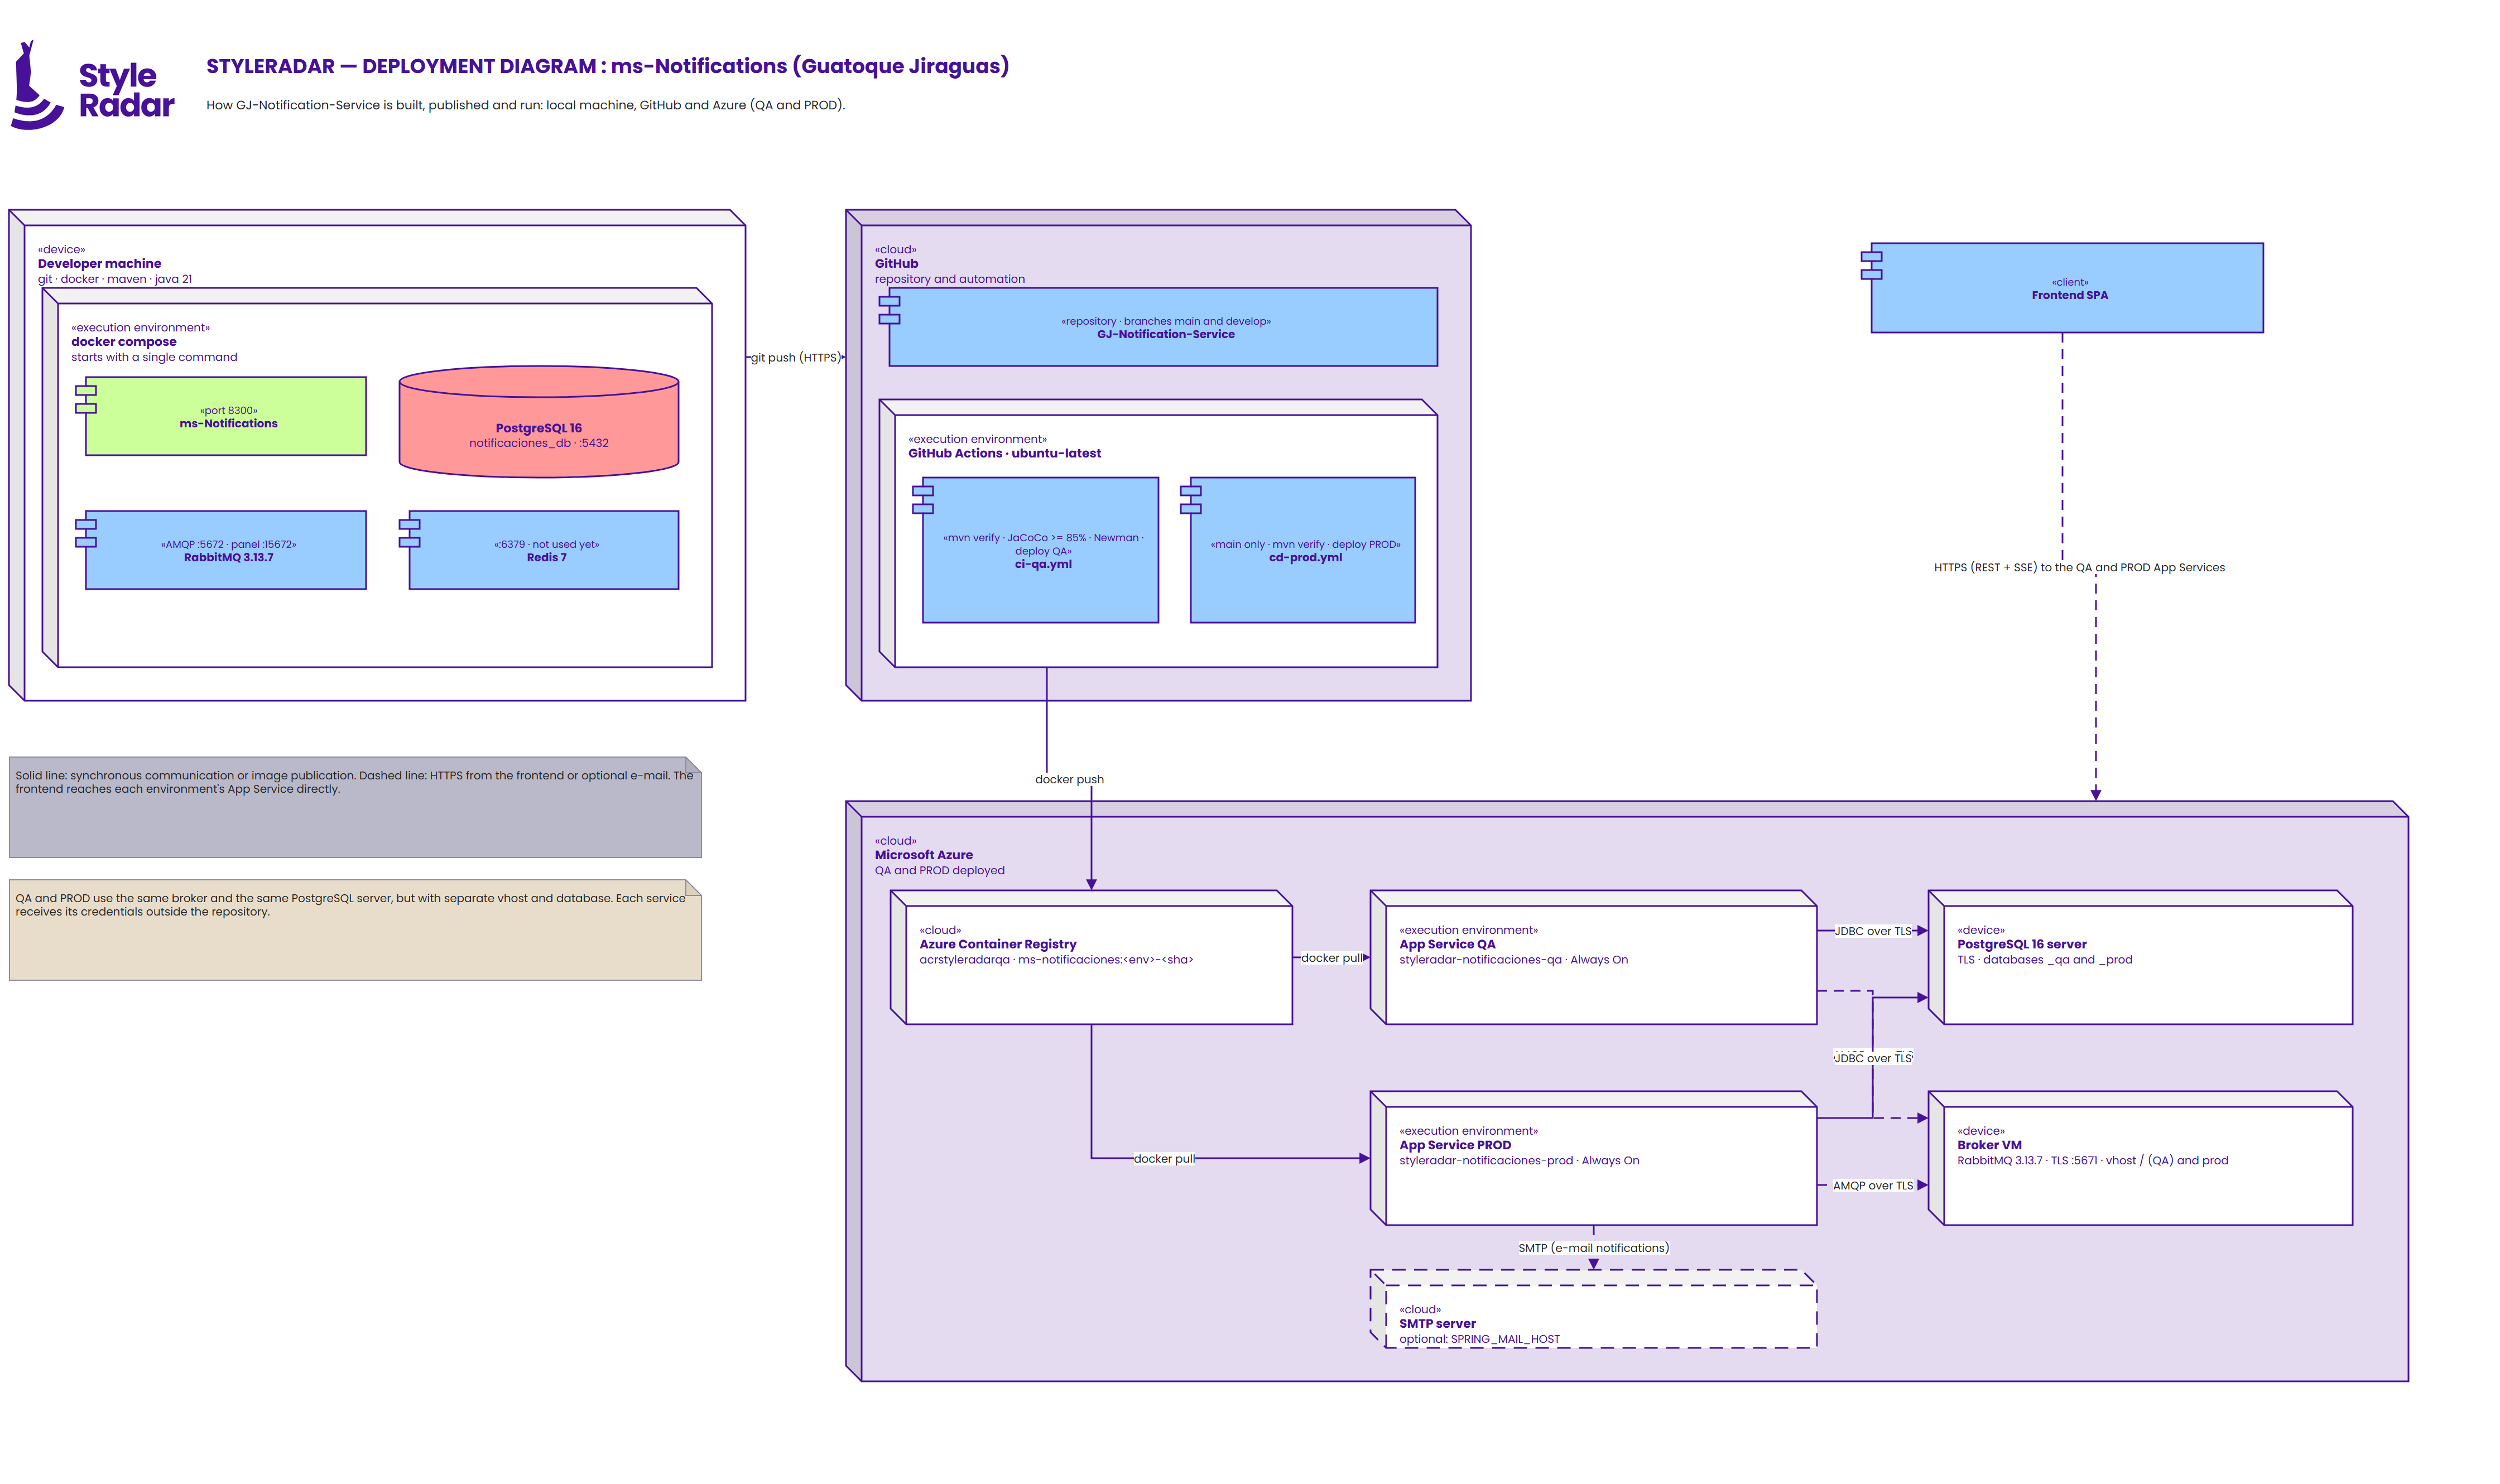 Style
Radar
STYLERADAR — DEPLOYMENT DIAGRAM : ms-Notifications (Guatoque Jiraguas)
How GJ-Notification-Service is built, published and run: local machine, GitHub and Azure (QA and PROD).
«device»
Developer machine
git · docker · maven · java 21
«execution environment»
docker compose
starts with a single command
«port 8300»
ms-Notifications
PostgreSQL 16
notificaciones_db · :5432
«AMQP :5672 · panel :15672»
RabbitMQ 3.13.7
«:6379 · not used yet»
Redis 7
git push (HTTPS)
«cloud»
GitHub
repository and automation
«repository · branches main and develop»
GJ-Notification-Service
«execution environment»
GitHub Actions · ubuntu-latest
«mvn verify · JaCoCo >= 85% · Newman ·
deploy QA»
ci-qa.yml
«main only · mvn verify · deploy PROD»
cd-prod.yml
«client»
Frontend SPA
HTTPS (REST + SSE) to the QA and PROD App Services
docker push
Solid line: synchronous communication or image publication. Dashed line: HTTPS from the frontend or optional e-mail. The
frontend reaches each environment's App Service directly.
QA and PROD use the same broker and the same PostgreSQL server, but with separate vhost and database. Each service
receives its credentials outside the repository.
«cloud»
Microsoft Azure
QA and PROD deployed
«cloud»
Azure Container Registry
acrstyleradarqa · ms-notificaciones:<env>-<sha>
docker pull
«execution environment»
App Service QA
styleradar-notificaciones-qa · Always On
JDBC over TLS
«device»
PostgreSQL 16 server
TLS · databases _qa and _prod
JDBC over TLS
docker pull
«execution environment»
App Service PROD
styleradar-notificaciones-prod · Always On
AMQP over TLS
«device»
Broker VM
RabbitMQ 3.13.7 · TLS :5671 · vhost / (QA) and prod
SMTP (e-mail notifications)
«cloud»
SMTP server
optional: SPRING_MAIL_HOST